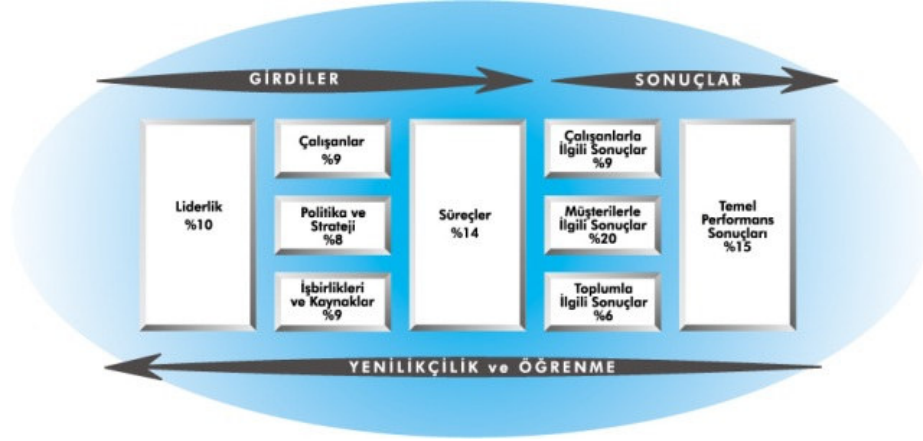 GİRDİLER
SONUÇLAR
Liderlik
%10
Çalışanlar
%9
Politika ve
Strateji
%8
İşbirlikleri
ve Kaynaklar
%9
Süreçler
%14
Çalışanlarla
İlgili Sonuçlar
%9
Müşterilerle
İlgili Sonuçlar
%20
Toplumla
İlgili Sonuçlar
%6
Temel
Performans
Sonuçları
%15
YENİLİKÇİLİK ve ÖĞRENME